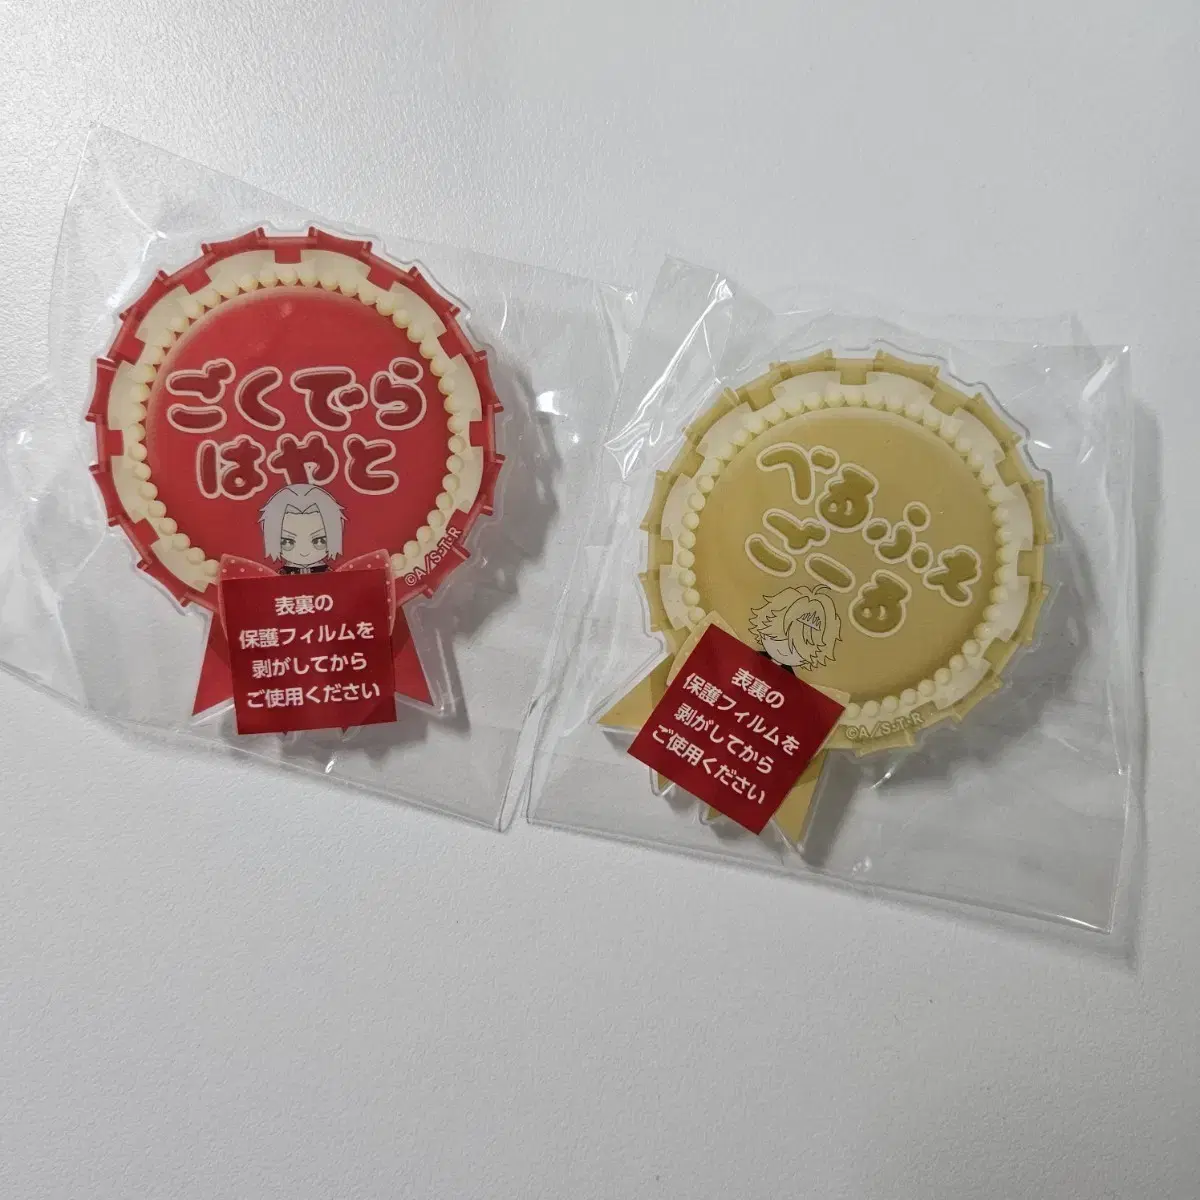 ごくでら
はやと
©A/S・T・R
表裏の
保護フィルムを
剥がしてから
ご使用ください
べるふぇ
ごーる
©A/S・T・R
表裏の
保護フィルムを
剥がしてから
ご使用ください